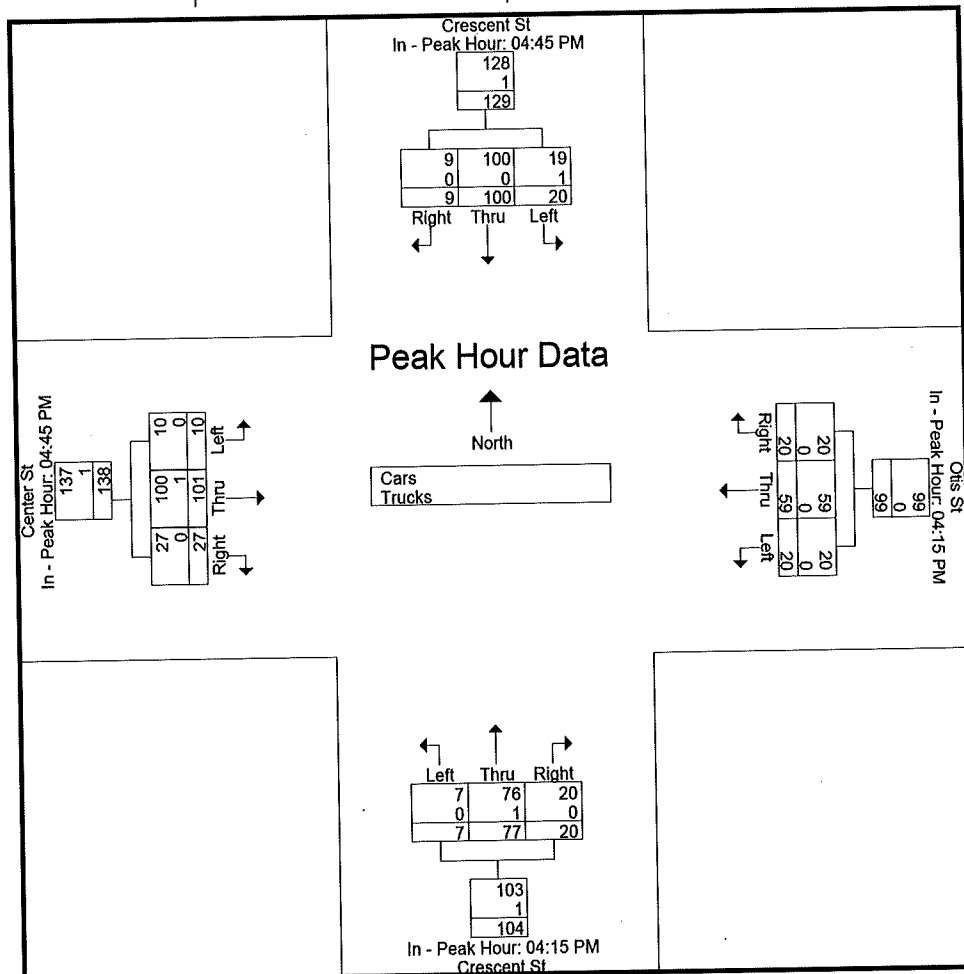 Crescent St
In - Peak Hour: 04:45 PM
128
1
129
9 100 19
0 0 1
9 100 20
Right Thru Left
Peak Hour Data
North
Cars
Trucks
Center St
In - Peak Hour: 04:45 PM
137
1
138
10 100 27
0 1 0
10 101 27
Left Thru Right
Otis St
In - Peak Hour: 04:15 PM
99
0
99
20 59 20
0 0 0
20 59 20
Right Thru Left
Left Thru Right
7 76 20
0 1 0
7 77 20
103
1
104
In - Peak Hour: 04:15 PM
Crescent St